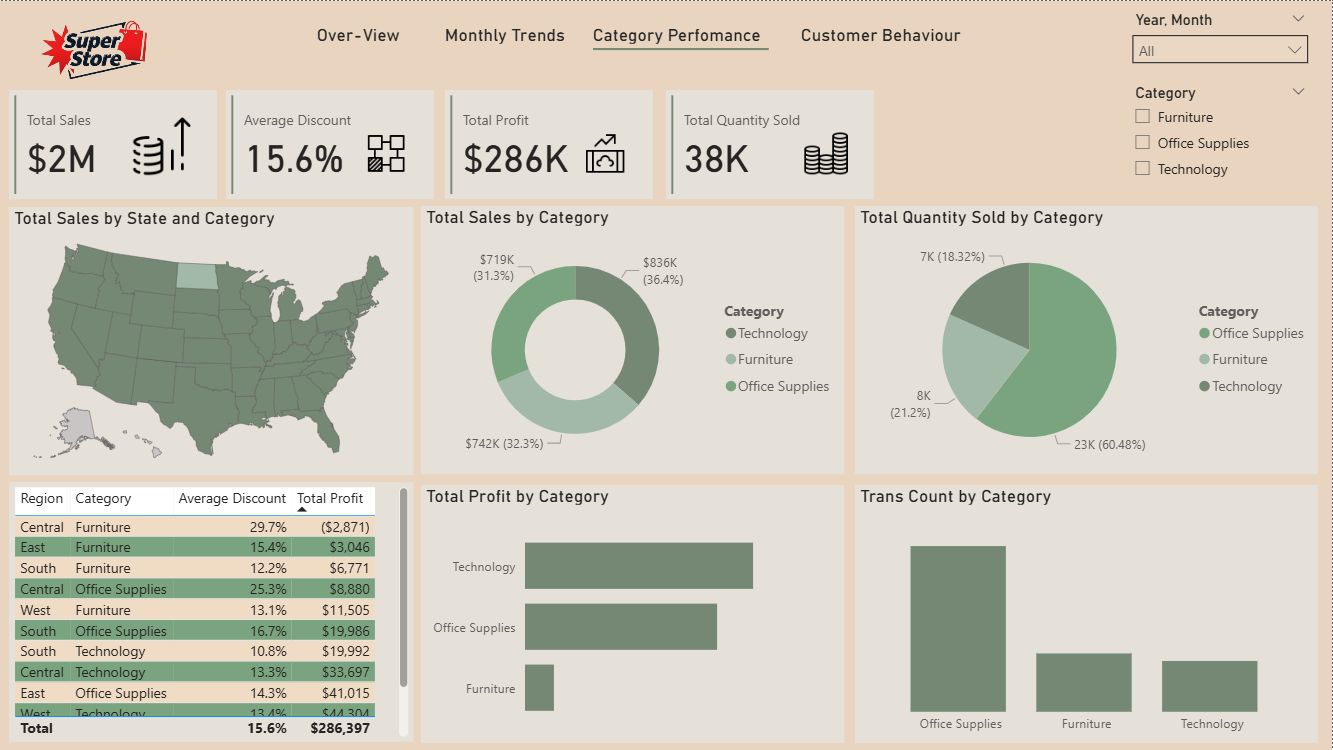 Super
Store
Over-View
Monthly Trends
Category Perfomance
Customer Behaviour
Year, Month
All
Category
Furniture
Office Supplies
Technology
Total Sales
$2M
Average Discount
15.6%
Total Profit
$286K
Total Quantity Sold
38K
Total Sales by State and Category
Total Sales by Category
$719K
(31.3%)
$836K
(36.4%)
$742K (32.3%)
Category
Technology
Furniture
Office Supplies
Total Quantity Sold by Category
7K (18.32%)
8K
(21.2%)
23K (60.48%)
Category
Office Supplies
Furniture
Technology
Region Category Average Discount Total Profit
Central Furniture 29.7% ($2,871)
East Furniture 15.4% $3,046
South Furniture 12.2% $6,771
Central Office Supplies 25.3% $8,880
West Furniture 13.1% $11,505
South Office Supplies 16.7% $19,986
South Technology 10.8% $19,992
Central Technology 13.3% $33,697
East Office Supplies 14.3% $41,015
West Technology 13.4% $44,304
Total 15.6% $286,397
Total Profit by Category
Technology
Office Supplies
Furniture
Trans Count by Category
Office Supplies
Furniture
Technology